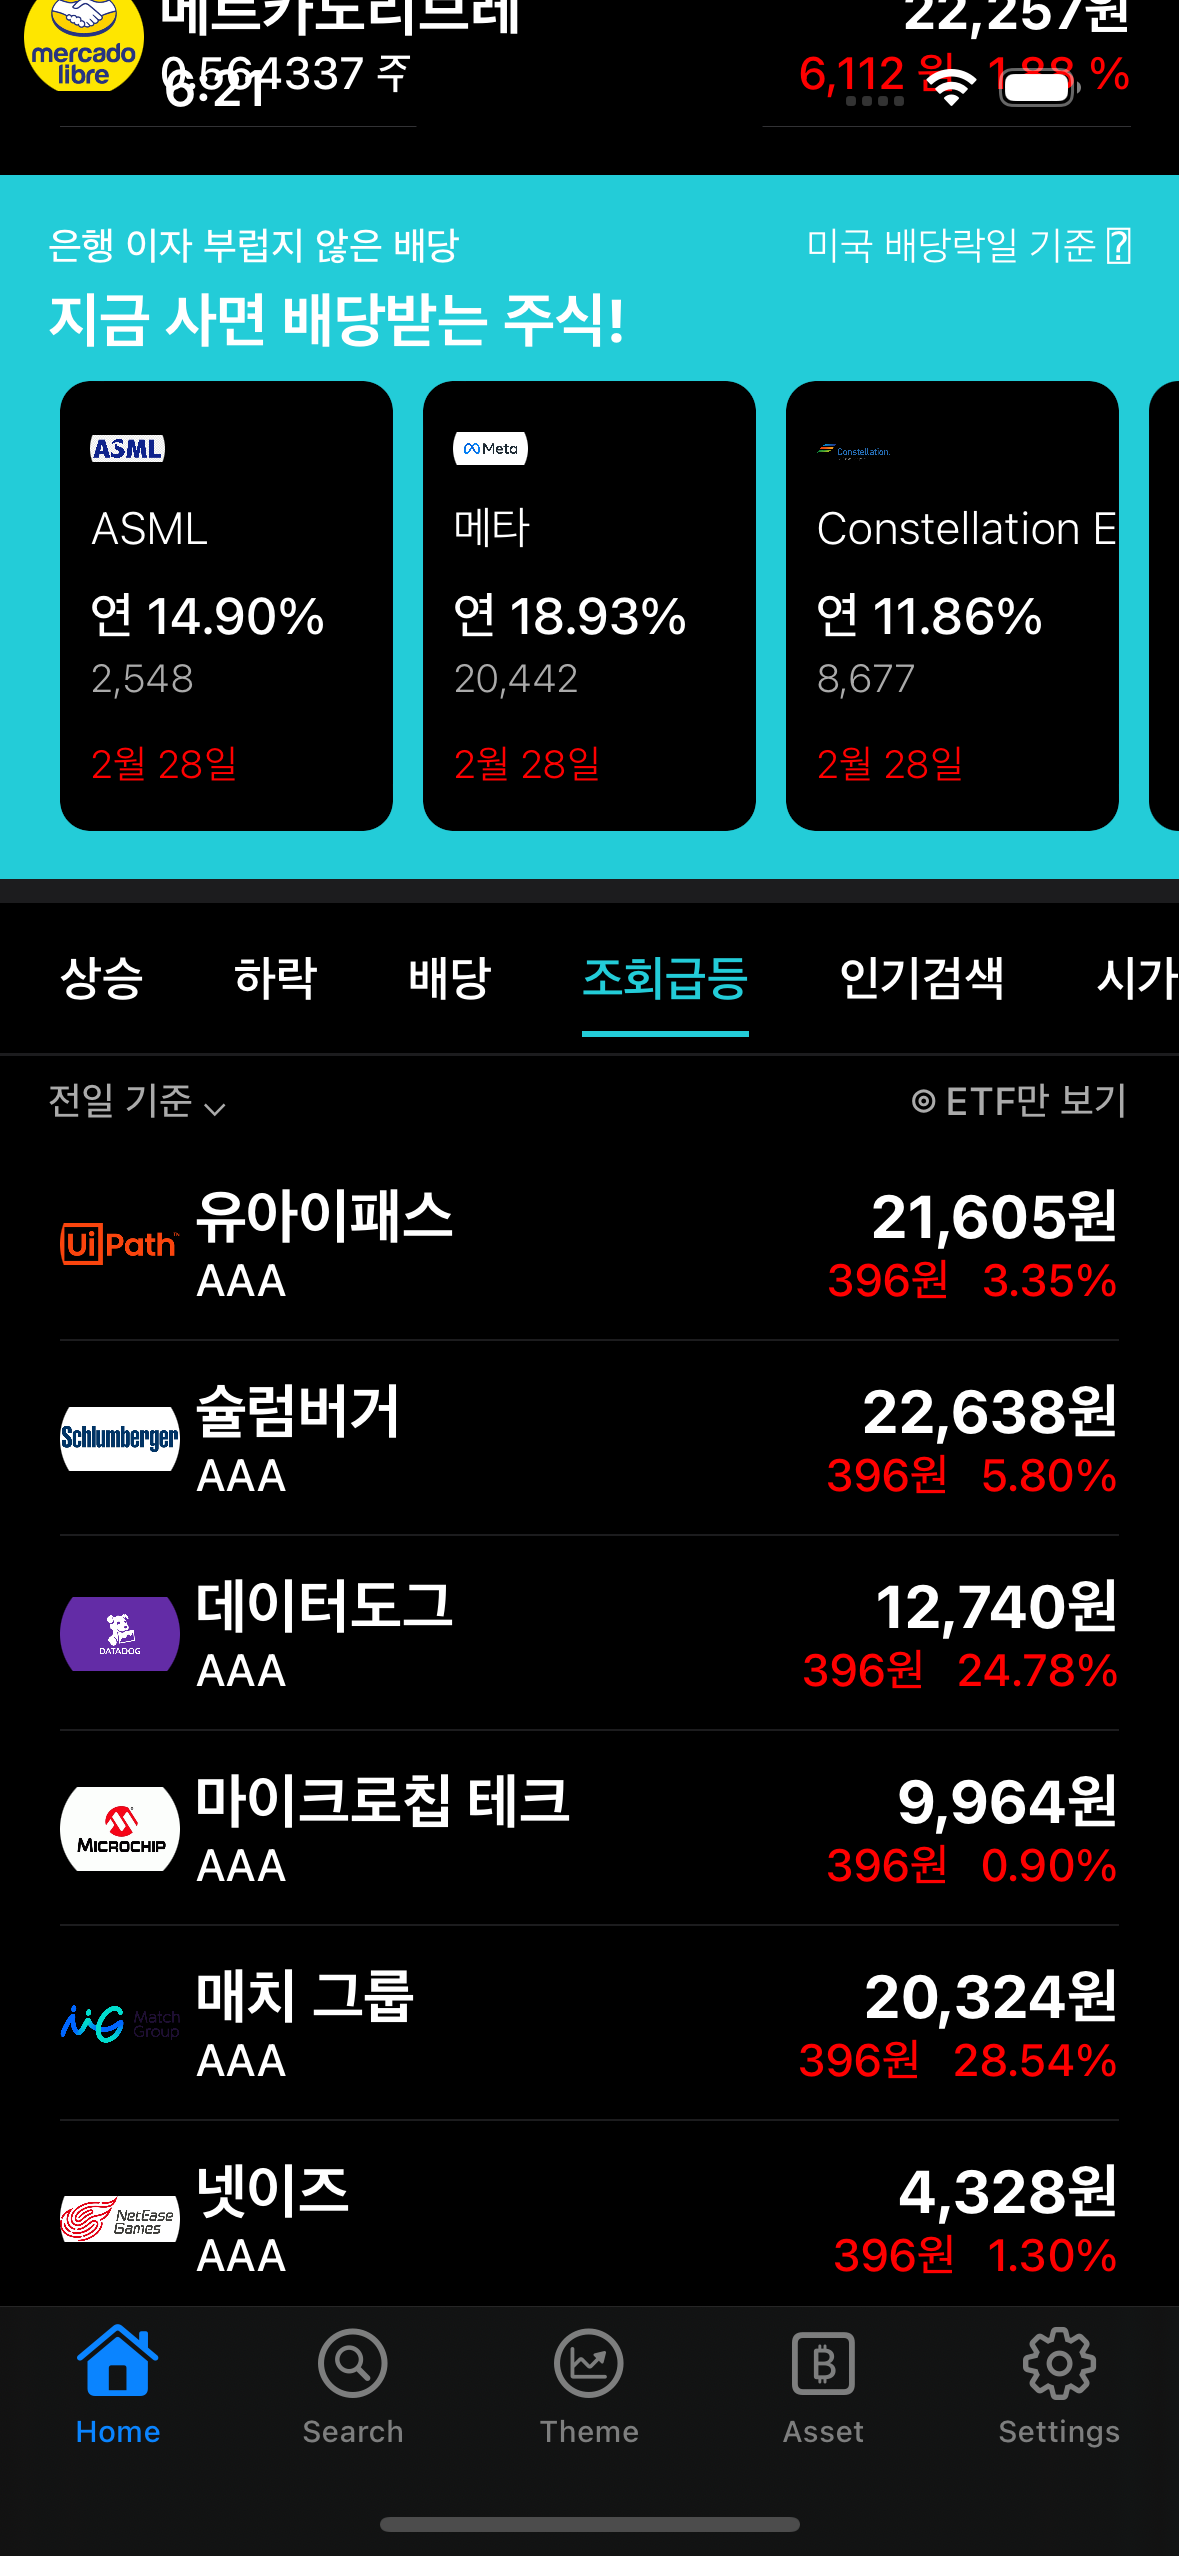 mercado
libre
메르카도리브레
22,257원
0.564337 주
6,112 원 1.88 %
6:21
은행 이자 부럽지 않은 배당
미국 배당락일 기준
지금 사면 배당받는 주식!
ASML
ASML
연 14.90%
2,548
2월 28일
Meta
메타
연 18.93%
20,442
2월 28일
Constellation.
Constellation E
연 11.86%
8,677
2월 28일
상승
하락
배당
조회급등
인기검색
시가
전일 기준
ETF만 보기
UiPath
유아이패스
21,605원
AAA
396원 3.35%
Schlumberger
슐럼버거
22,638원
AAA
396원 5.80%
DATADOG
데이터도그
12,740원
AAA
396원 24.78%
MICROCHIP
마이크로칩 테크
9,964원
AAA
396원 0.90%
Match
Group
매치 그룹
20,324원
AAA
396원 28.54%
NetEase
Games
넷이즈
4,328원
AAA
396원 1.30%
Home
Search
Theme
Asset
Settings